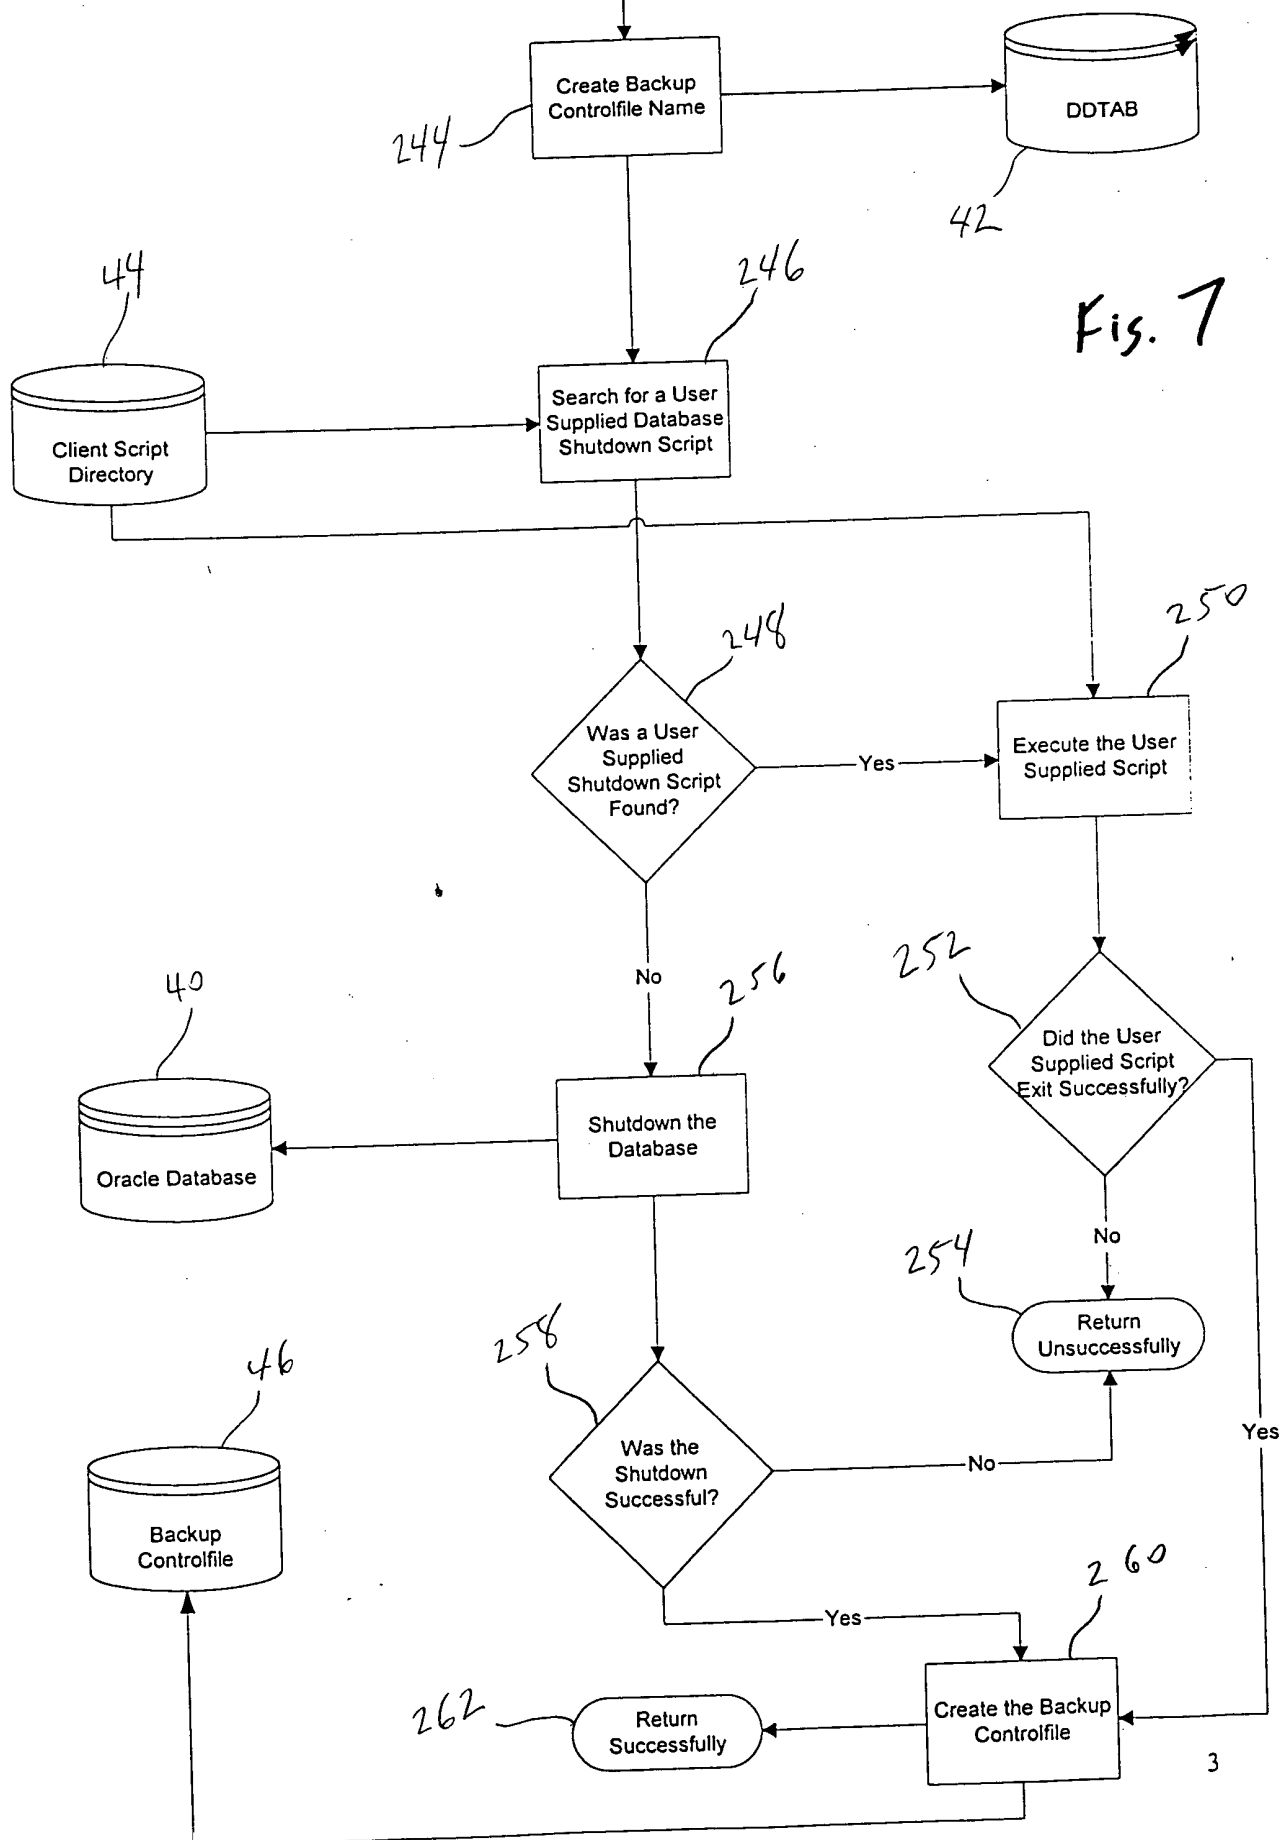 Create Backup
Controlfile Name
DDTAB
244
42
44
246
Fig. 7
Search for a User
Supplied Database
Shutdown Script
Client Script
Directory
250
248
Was a User
Supplied
Shutdown Script
Found?
Yes
Execute the User
Supplied Script
252
No
256
40
Did the User
Supplied Script
Exit Successfully?
Shutdown the
Database
Oracle Database
No
254
Return
Unsuccessfully
258
46
Yes
Was the
Shutdown
Successful?
No
Backup
Controlfile
260
Yes
262
Return
Successfully
Create the Backup
Controlfile
3